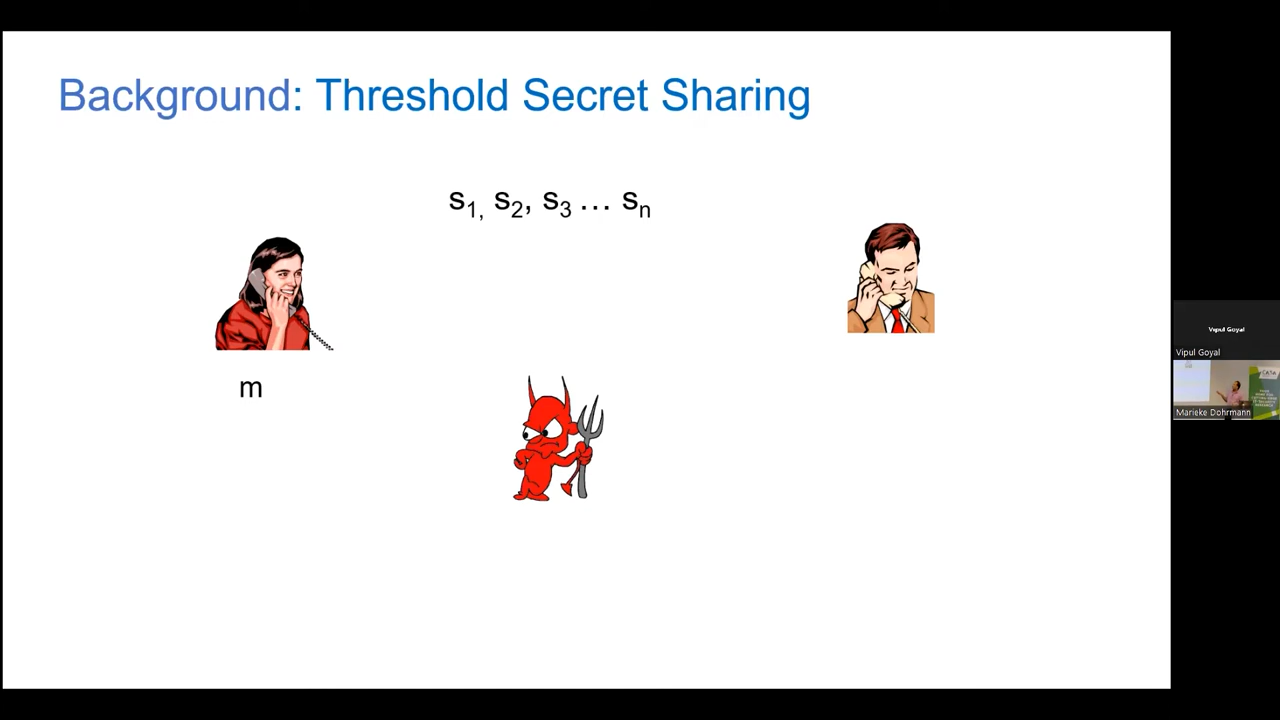 Background: Threshold Secret Sharing
s1, s2, s3 … sn
m
Vipul Goyal
Vipul Goyal
Marieke Dohrmann